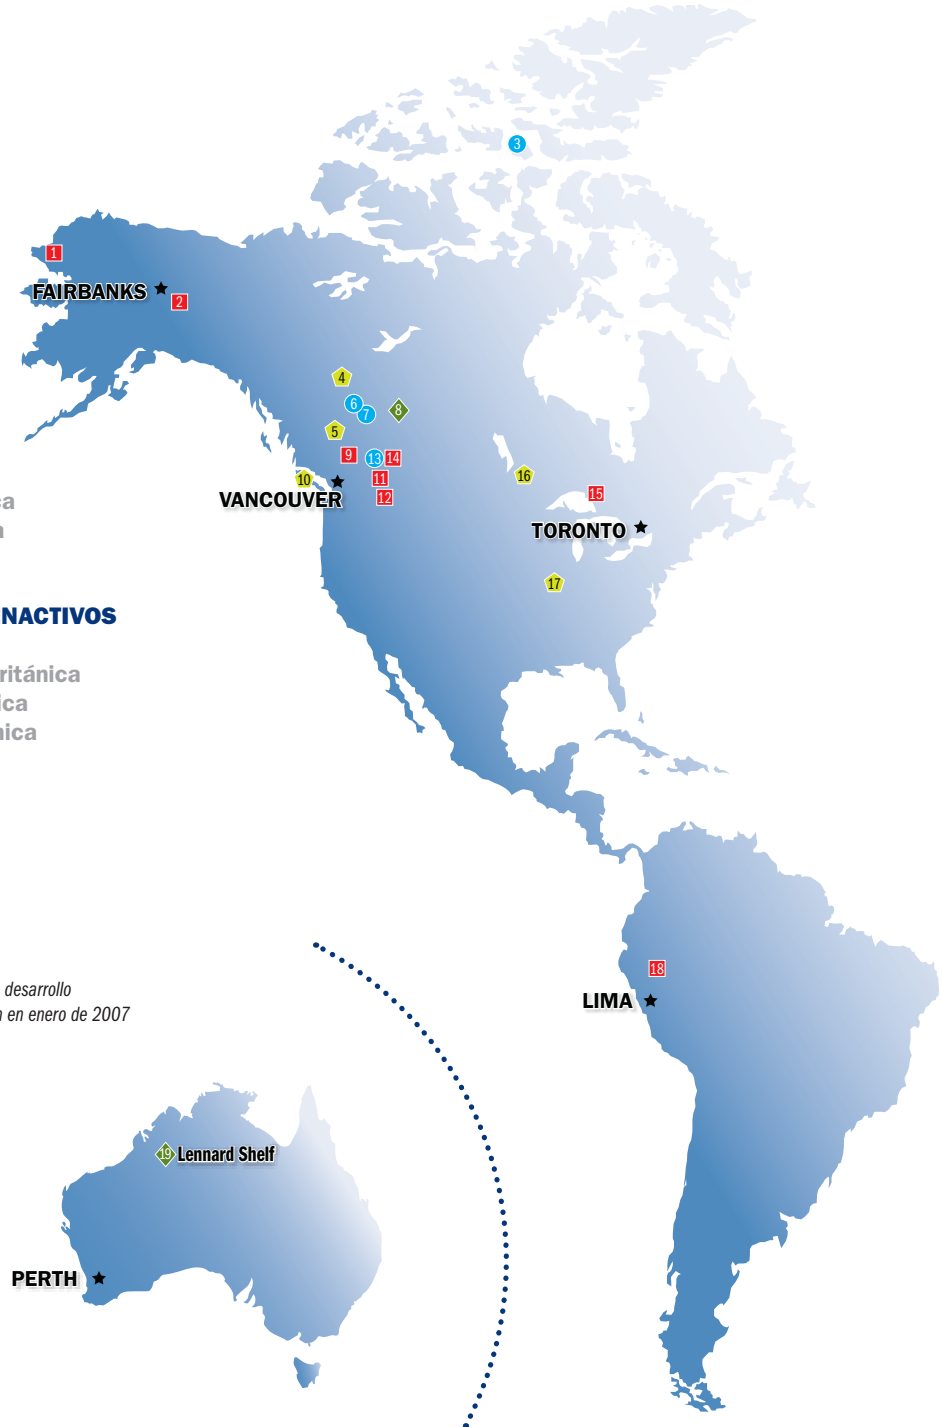 3
1
FAIRBANKS
2
4
6
7
8
5
9
13
14
10
11
VANCOUVER
12
16
15
TORONTO
17
INACTIVOS
ritánica
ica
nica
18
desarrollo
en enero de 2007
LIMA
19 Lennard Shelf
PERTH